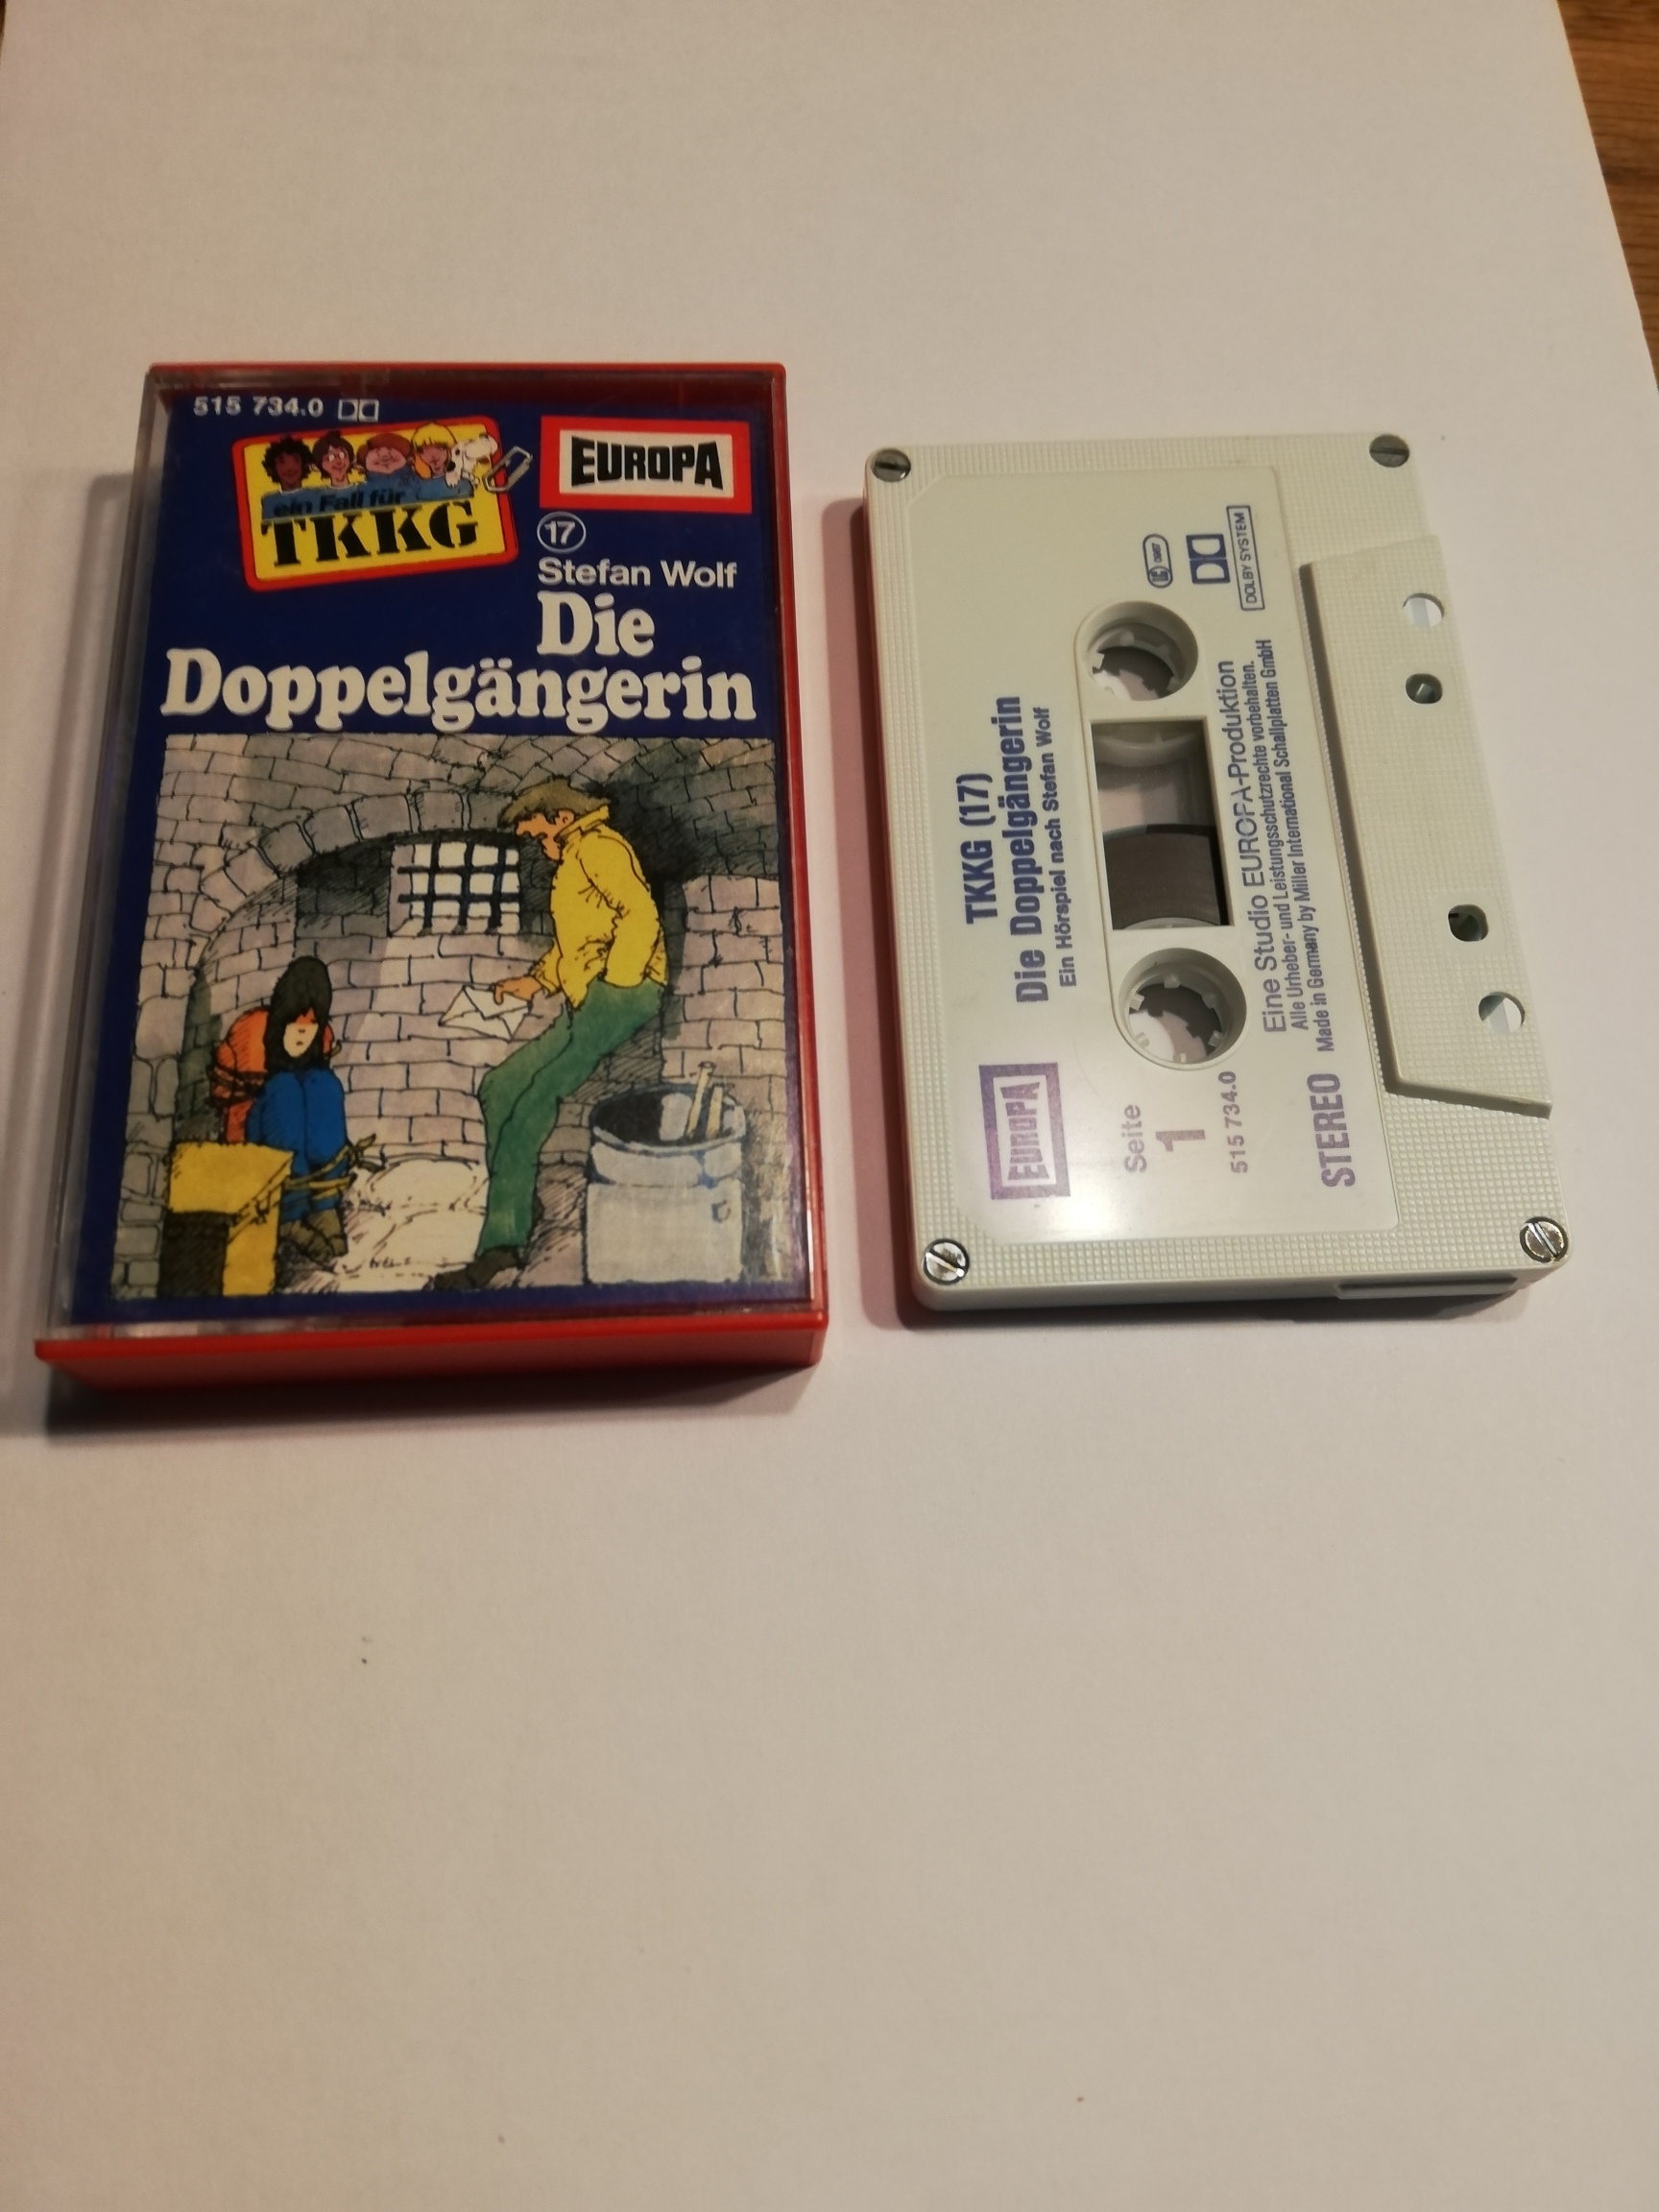 515 734.0
ein Fall für
TKKG
EUROPA
17
Stefan Wolf
Die
Doppelgängerin
TKKG (17)
Die Doppelgängerin
Ein Hörspiel nach Stefan Wolf
EUROPA
Seite
1
515 734.0
STEREO
DOLBY SYSTEM
Eine Studio EUROPA-Produktion
Alle Urheber- und Leistungsschutzrechte vorbehalten.
Made in Germany by Miller International Schallplatten GmbH